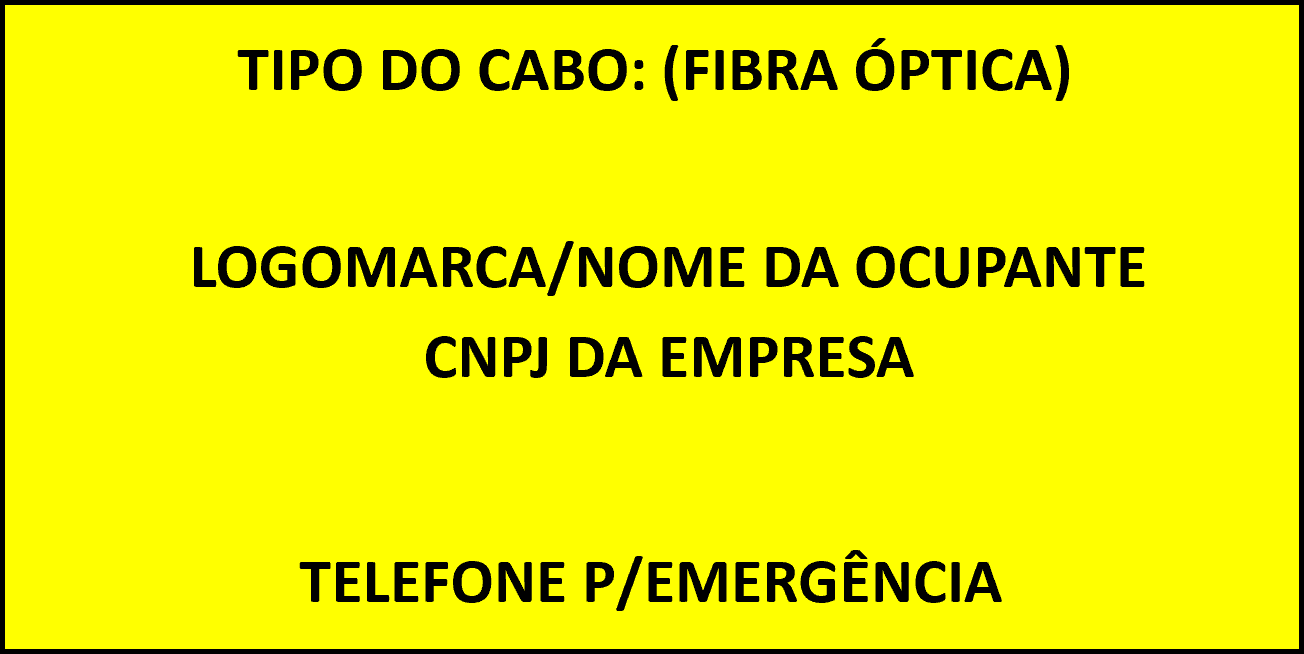 TIPO DO CABO: (FIBRA ÓPTICA)
LOGOMARCA/NOME DA OCUPANTE
CNPJ DA EMPRESA
TELEFONE P/EMERGÊNCIA